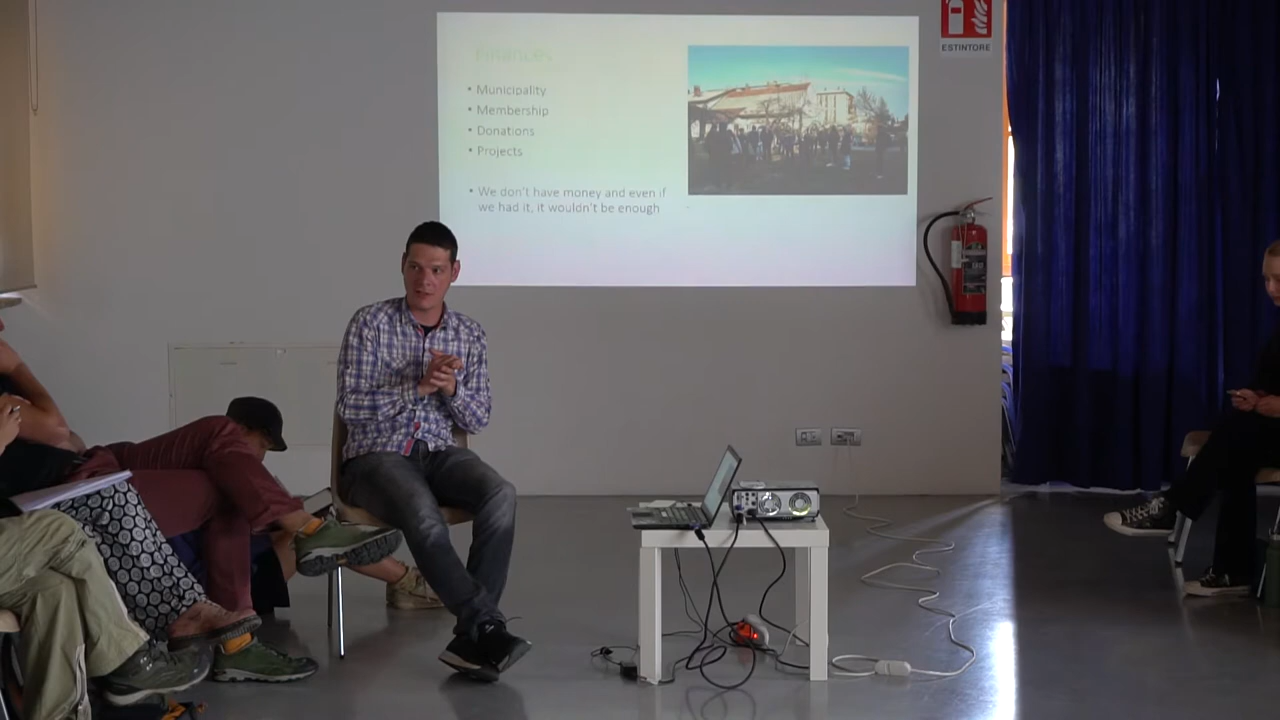 Finances
• Municipality
• Membership
• Donations
• Projects
• We don't have money and even if
we had it, it wouldn't be enough
ESTINTORE